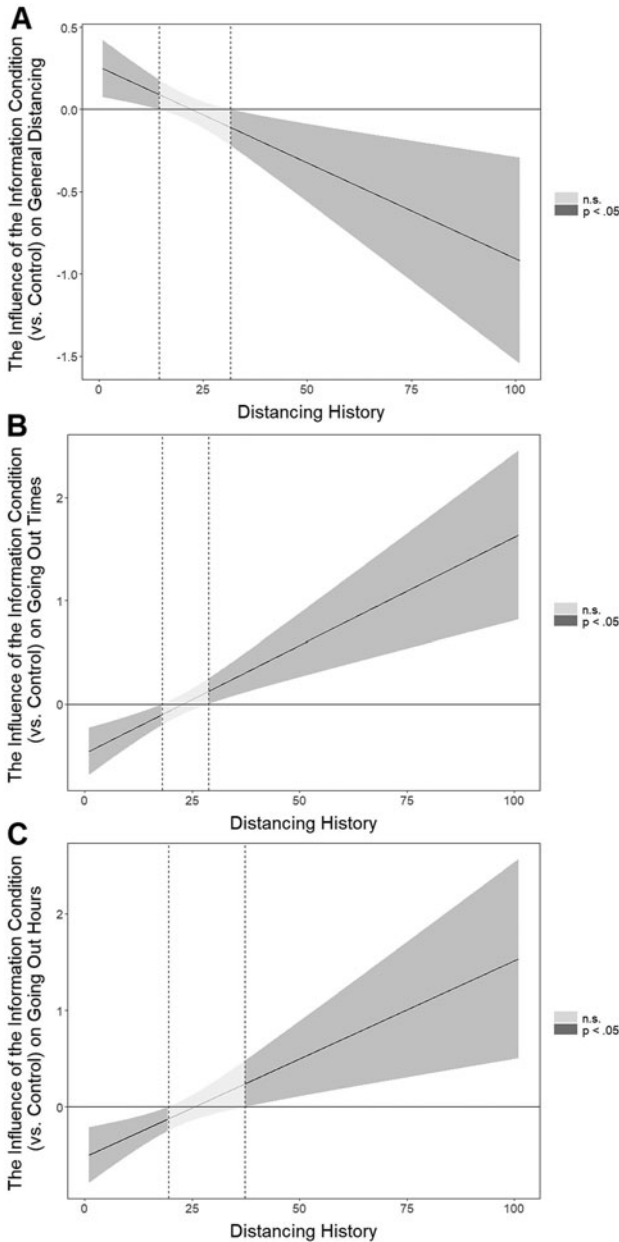 A
The Influence of the Information Condition
(vs. Control) on General Distancing
0.5
0.0
-0.5
-1.0
-1.5
0
25
50
75
100
Distancing History
n.s.
p < .05
B
The Influence of the Information Condition
(vs. Control) on Going Out Times
2
1
0
0
25
50
75
100
Distancing History
n.s.
p < .05
C
The Influence of the Information Condition
(vs. Control) on Going Out Hours
2
1
0
0
25
50
75
100
Distancing History
n.s.
p < .05